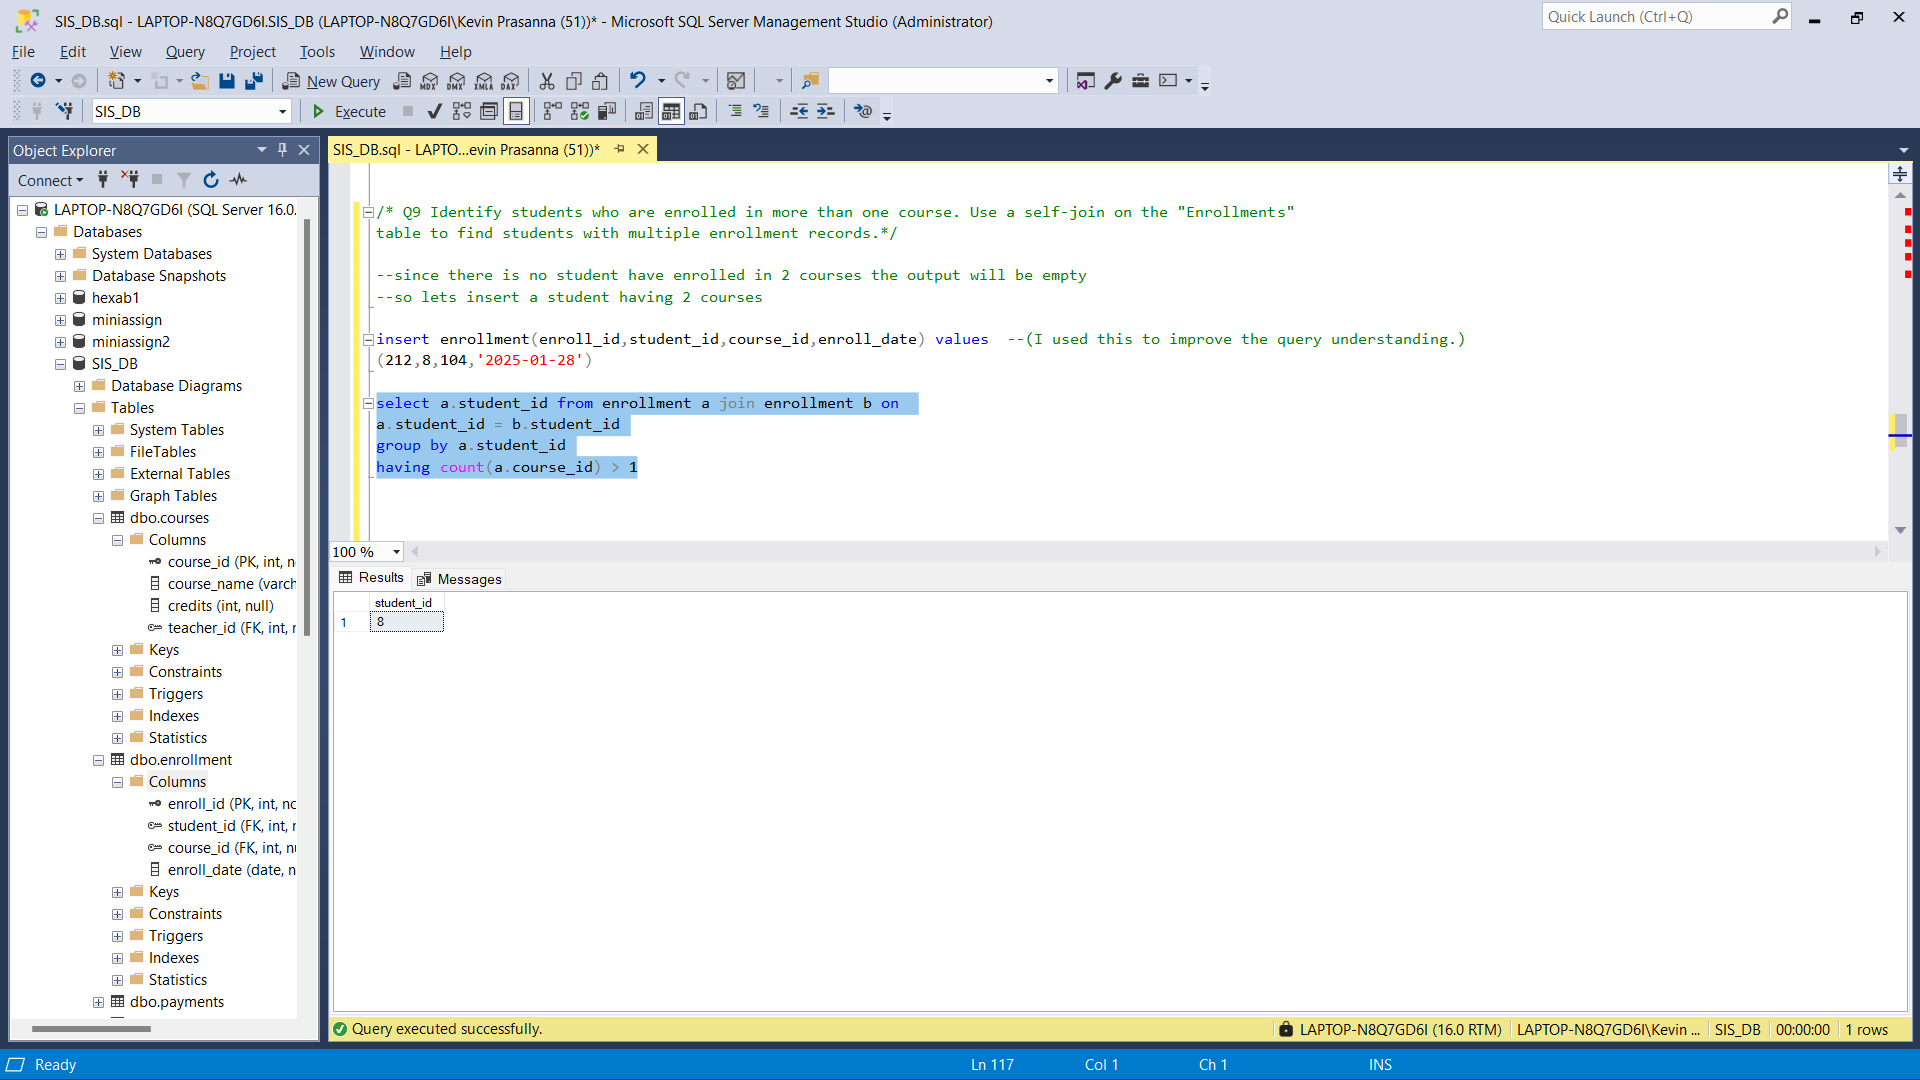 SIS_DB.sql - LAPTOP-N8Q7GD6I.SIS_DB (LAPTOP-N8Q7GD6I\Kevin Prasanna (51))* - Microsoft SQL Server Management Studio (Administrator)
Quick Launch (Ctrl+Q)
File Edit View Query Project Tools Window Help
New Query
MDX DMX XMLA DAX
SIS_DB
Execute
Object Explorer
SIS_DB.sql - LAPTO...evin Prasanna (51))*
Connect
LAPTOP-N8Q7GD6I (SQL Server 16.0.
Databases
System Databases
Database Snapshots
hexab1
miniassign
miniassign2
SIS_DB
Database Diagrams
Tables
System Tables
FileTables
External Tables
Graph Tables
dbo.courses
Columns
course_id (PK, int, n
course_name (varch
credits (int, null)
teacher_id (FK, int, r
Keys
Constraints
Triggers
Indexes
Statistics
dbo.enrollment
Columns
enroll_id (PK, int, nc
student_id (FK, int, r
course_id (FK, int, nu
enroll_date (date, n
Keys
Constraints
Triggers
Indexes
Statistics
dbo.payments
/* Q9 Identify students who are enrolled in more than one course. Use a self-join on the "Enrollments"
table to find students with multiple enrollment records.*/
--since there is no student have enrolled in 2 courses the output will be empty
--so lets insert a student having 2 courses
insert enrollment(enroll_id,student_id,course_id,enroll_date) values  --(I used this to improve the query understanding.)
(212,8,104,'2025-01-28')
select a.student_id from enrollment a join enrollment b on
a.student_id = b.student_id
group by a.student_id
having count(a.course_id) > 1
100 %
Results Messages
student_id
1 8
Query executed successfully.
LAPTOP-N8Q7GD6I (16.0 RTM) LAPTOP-N8Q7GD6I\Kevin ... SIS_DB 00:00:00 1 rows
Ready
Ln 117 Col 1 Ch 1 INS